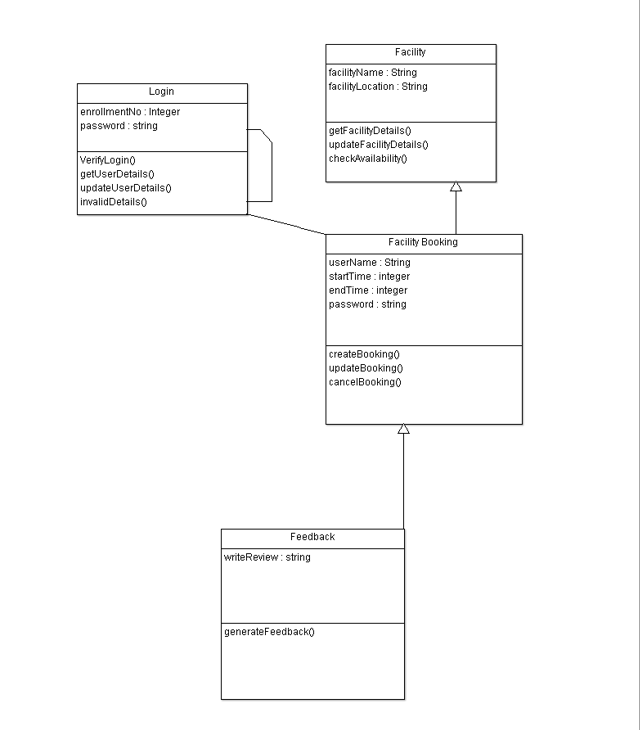 Facility
facilityName : String
facilityLocation : String
getFacilityDetails()
updateFacilityDetails()
checkAvailability()
Login
enrollmentNo : Integer
password : string
VerifyLogin()
getUserDetails()
updateUserDetails()
invalidDetails()
Facility Booking
userName : String
startTime : integer
endTime : integer
password : string
createBooking()
updateBooking()
cancelBooking()
Feedback
writeReview : string
generateFeedback()